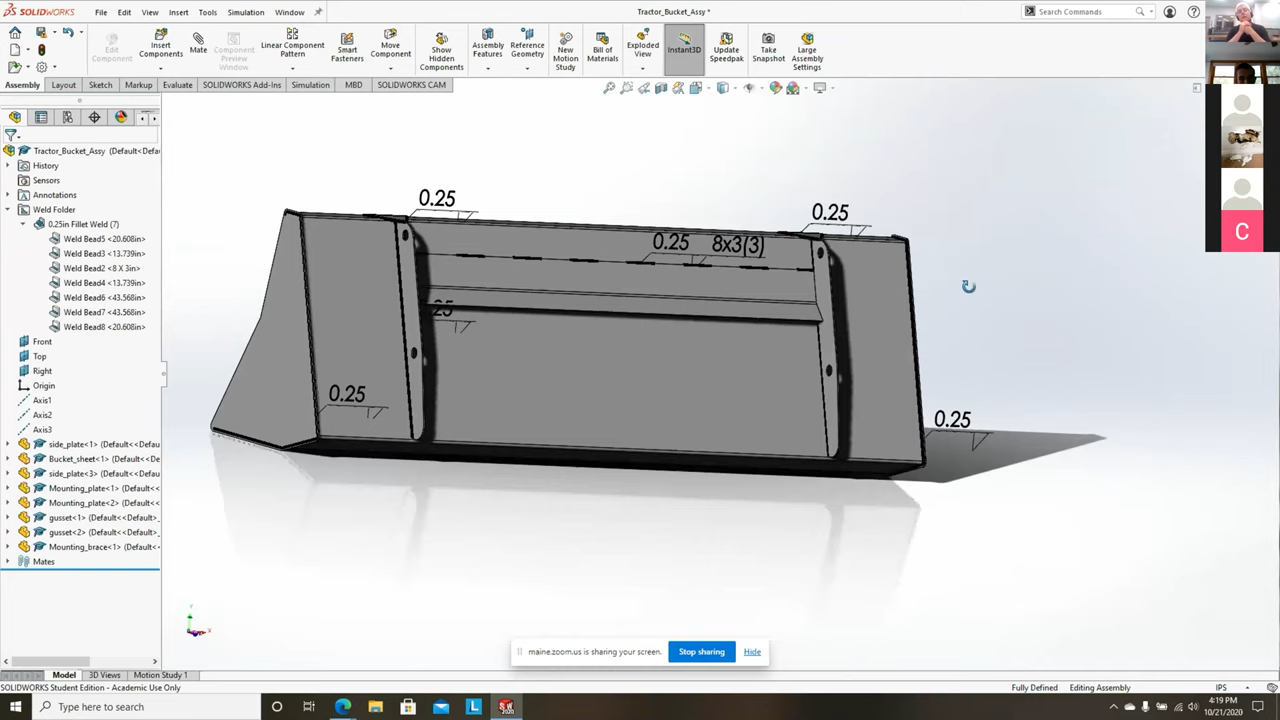 SOLIDWORKS File Edit View Insert Tools Simulation Window
Tractor_Bucket_Assy *
Search Commands
Edit Component
Insert Components
Mate
Component Preview Window
Linear Component Pattern
Smart Fasteners
Move Component
Show Hidden Components
Assembly Features
Reference Geometry
New Motion Study
Bill of Materials
Exploded View
Instant3D
Update Speedpak
Take Snapshot
Large Assembly Settings
Assembly Layout Sketch Markup Evaluate SOLIDWORKS Add-Ins Simulation MBD SOLIDWORKS CAM
Tractor_Bucket_Assy (Default<Defa
History
Sensors
Annotations
Weld Folder
0.25in Fillet Weld (7)
Weld Bead5 <20.608in>
Weld Bead3 <13.739in>
Weld Bead2 <8 X 3in>
Weld Bead4 <13.739in>
Weld Bead6 <43.568in>
Weld Bead7 <43.568in>
Weld Bead8 <20.608in>
Front
Top
Right
Origin
Axis1
Axis2
Axis3
side_plate<1> (Default<<Defau
Bucket_sheet<1> (Default<<De
side_plate<3> (Default<<Defau
Mounting_plate<1> (Default<<
Mounting_plate<2> (Default<<
gusset<1> (Default<<Default>_
gusset<2> (Default<<Default>_
Mounting_brace<1> (Default<<
Mates
0.25
0.25
0.25 8x3(3)
25
0.25
0.25
C
maine.zoom.us is sharing your screen. Stop sharing Hide
Model 3D Views Motion Study 1
SOLIDWORKS Student Edition - Academic Use Only
Fully Defined Editing Assembly IPS
Type here to search
L
SW 2020
4:19 PM
10/21/2020